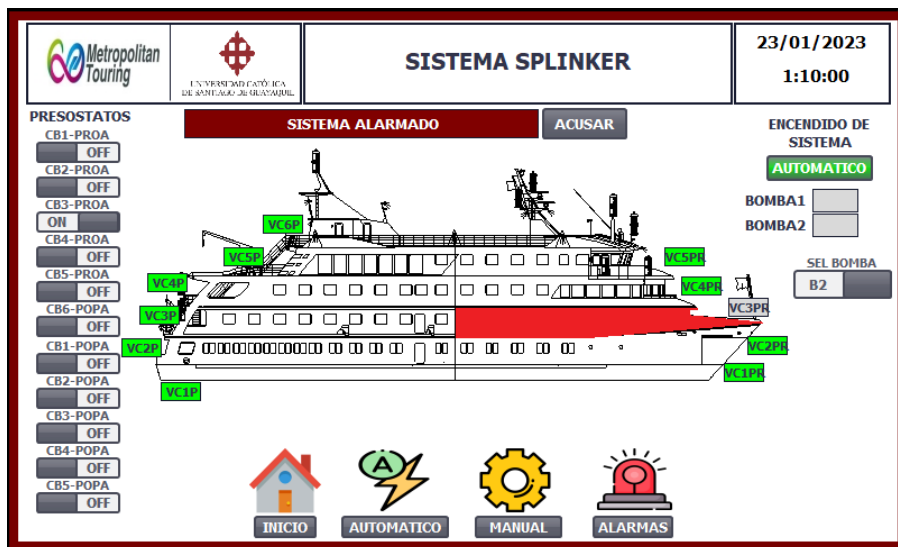 Metropolitan
Touring
UNIVERSIDAD CATÓLICA
DE SANTIAGO DE GUAYAQUIL
SISTEMA SPLINKER
23/01/2023
1:10:00
PRESOSTATOS
CB1-PROA
OFF
CB2-PROA
OFF
CB3-PROA
ON
CB4-PROA
OFF
CB5-PROA
OFF
CB6-POPA
OFF
CB1-POPA
OFF
CB2-POPA
OFF
CB3-POPA
OFF
CB4-POPA
OFF
CB5-POPA
OFF
SISTEMA ALARMADO
ACUSAR
VC6P
VC5P
VC4P
VC3P
VC2P
VC1P
VC5PR
VC4PR
VC3PR
VC2PR
VC1PR
ENCENDIDO DE
SISTEMA
AUTOMATICO
BOMBA1
BOMBA2
SEL BOMBA
B2
A
INICIO
AUTOMATICO
MANUAL
ALARMAS